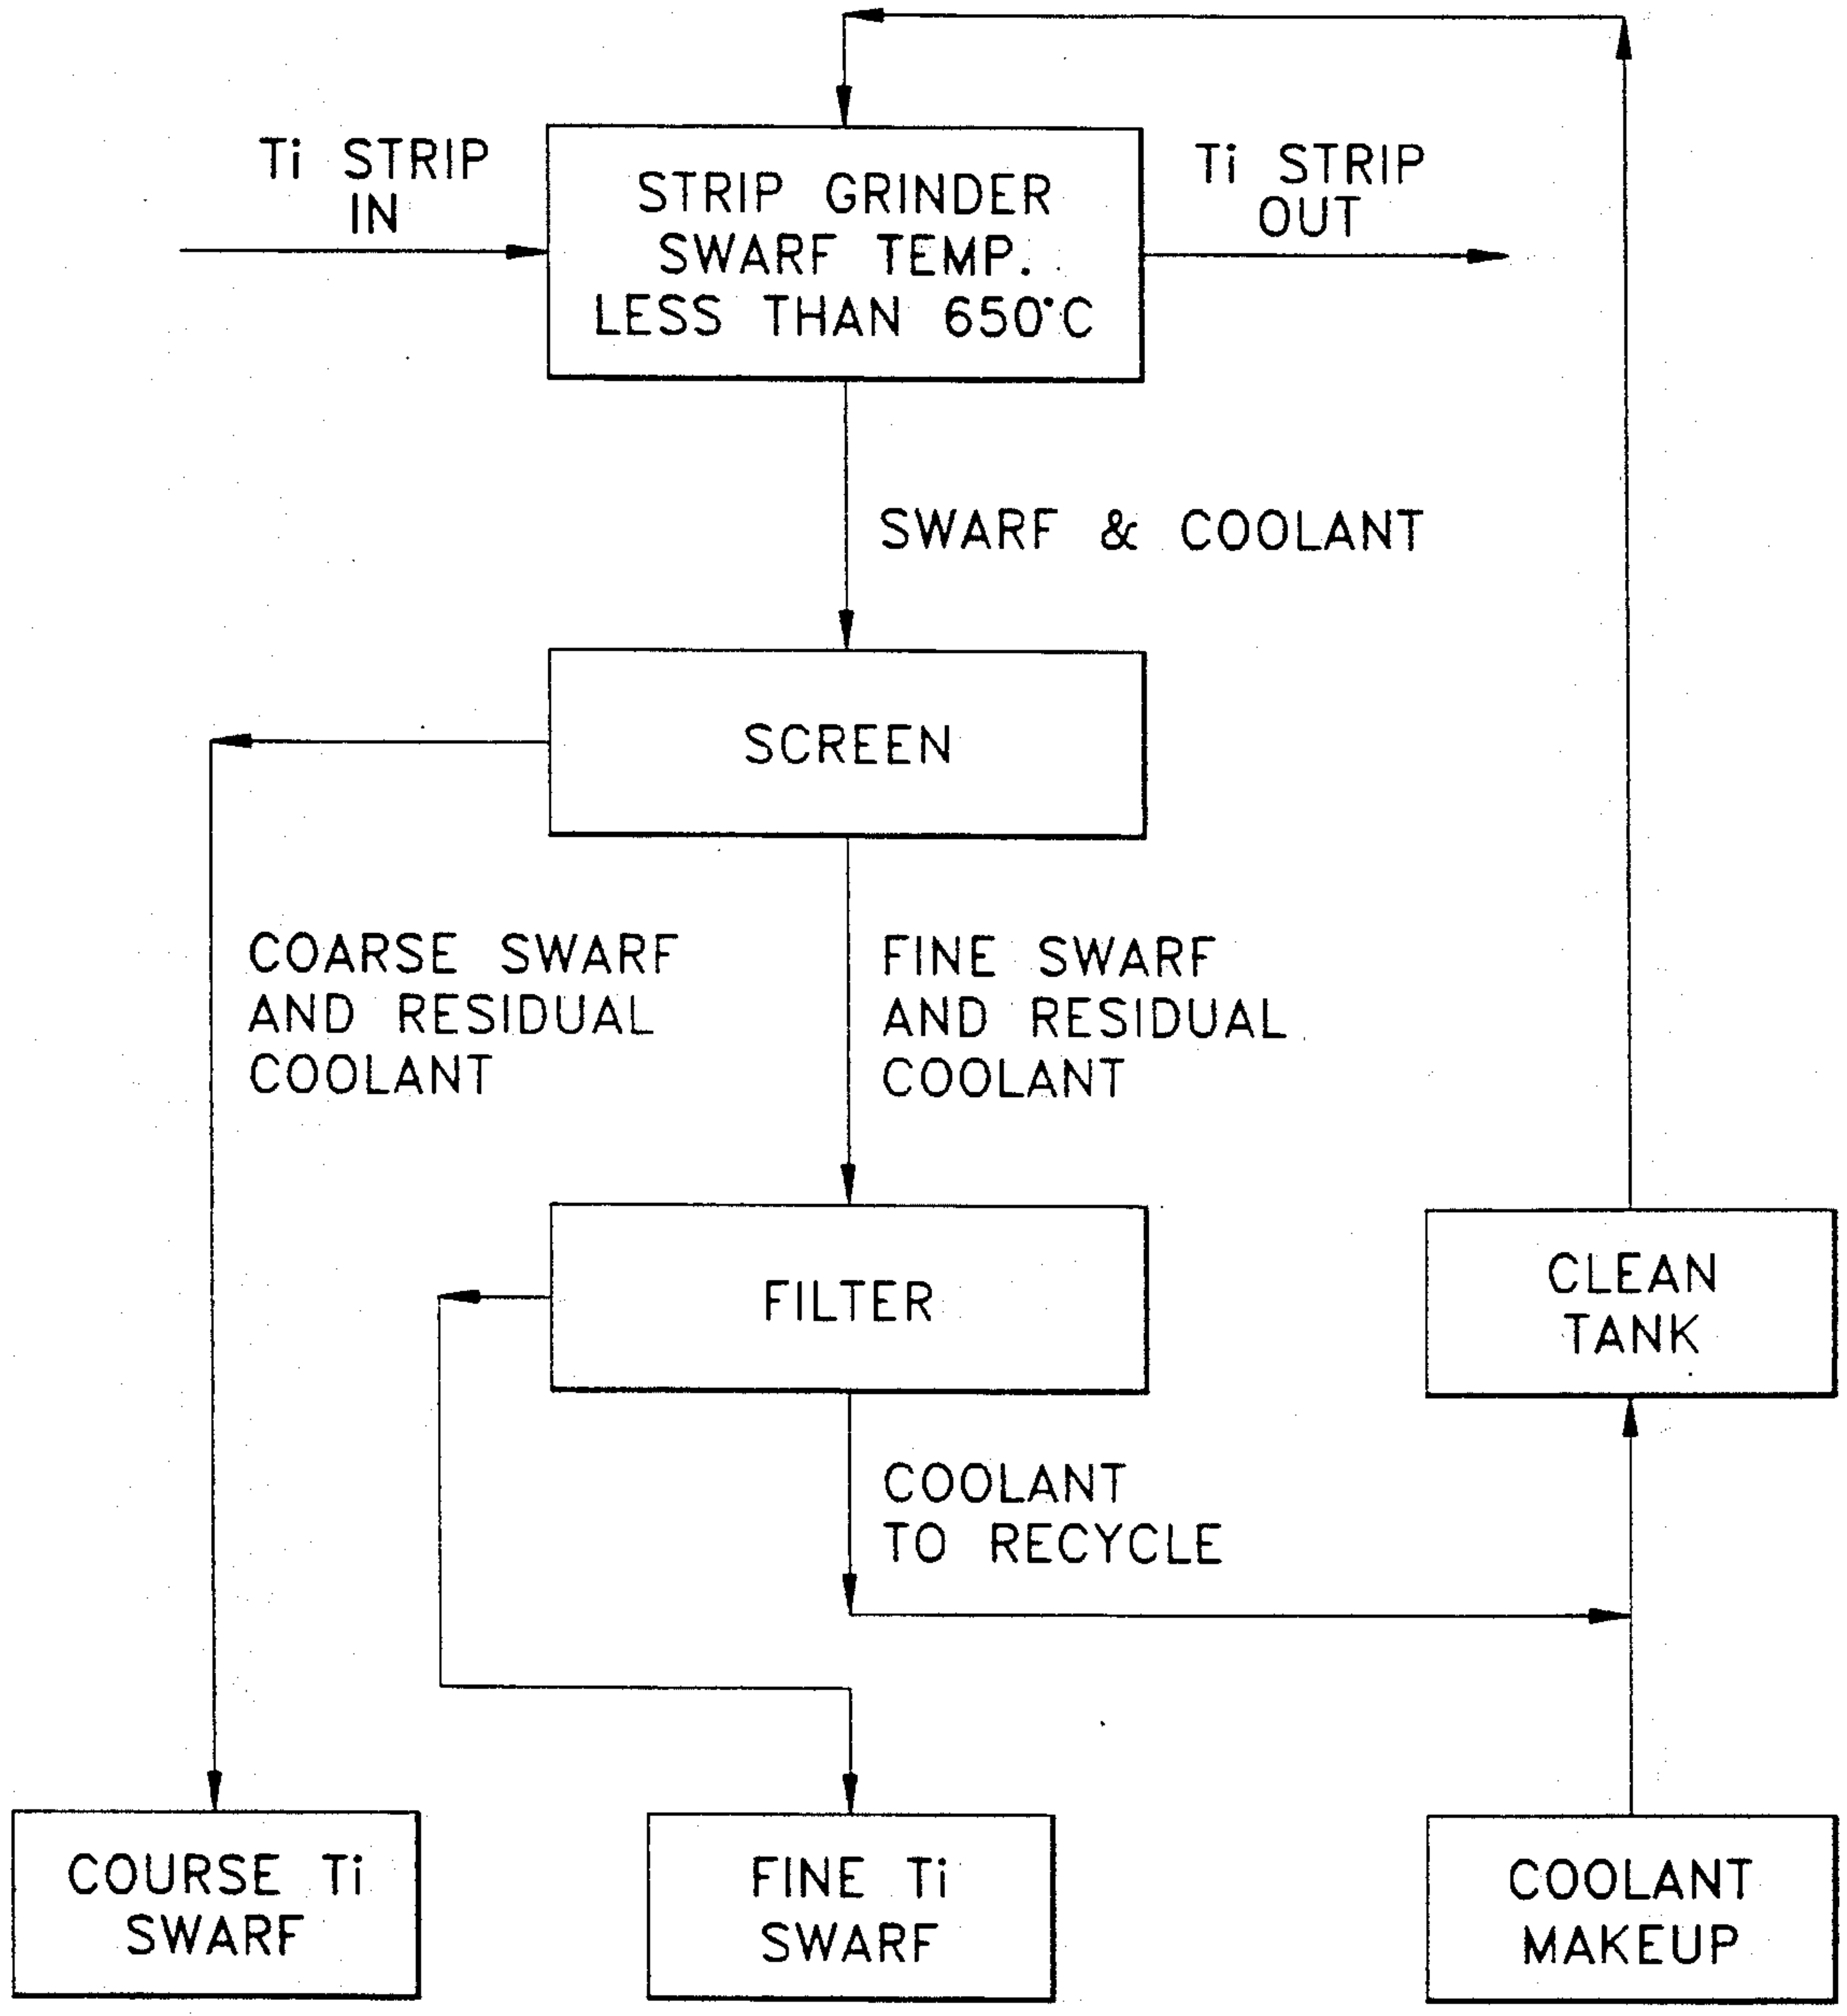 Ti STRIP
IN
STRIP GRINDER
SWARF TEMP.
LESS THAN 650°C
Ti STRIP
OUT
SWARF & COOLANT
SCREEN
COARSE SWARF
AND RESIDUAL
COOLANT
FINE SWARF
AND RESIDUAL
COOLANT
FILTER
CLEAN
TANK
COOLANT
TO RECYCLE
COURSE Ti
SWARF
FINE Ti
SWARF
COOLANT
MAKEUP